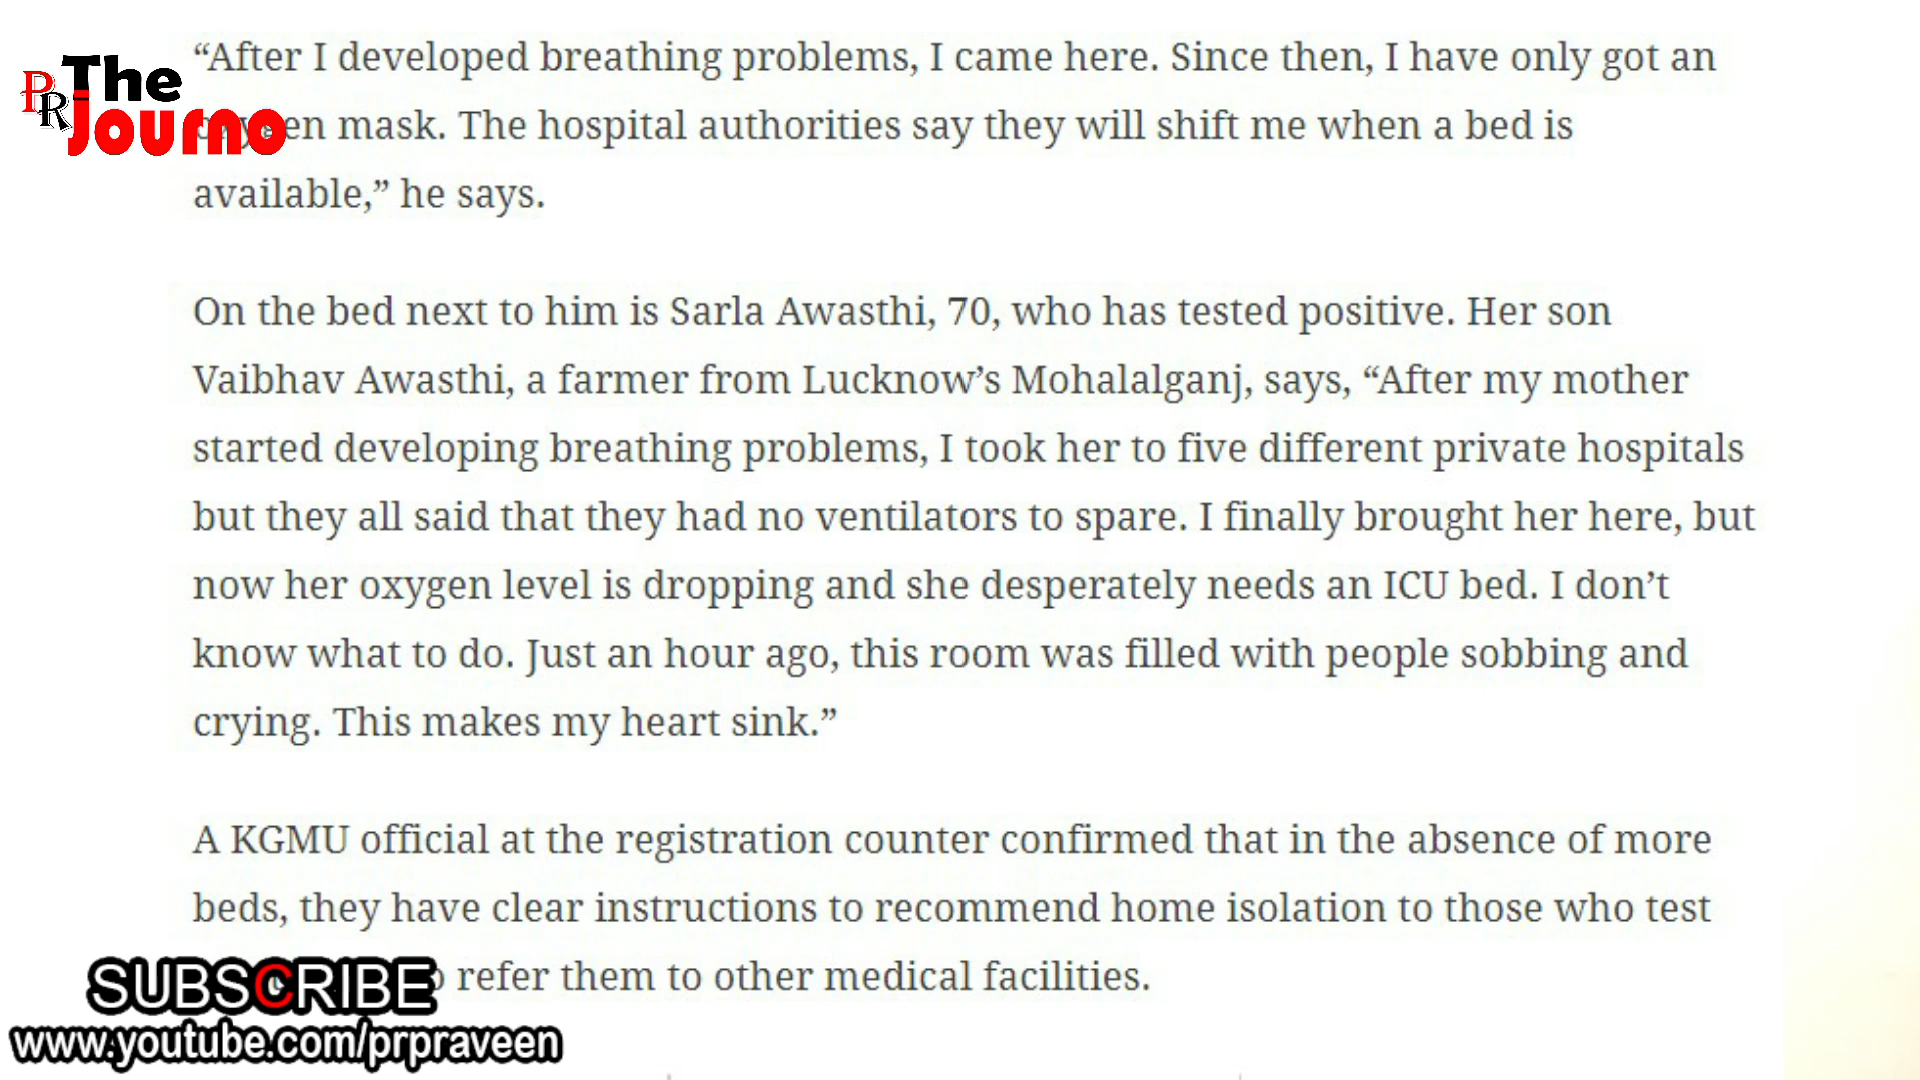 “After I developed breathing problems, I came here. Since then, I have only got an
oxygen mask. The hospital authorities say they will shift me when a bed is
available,” he says.
On the bed next to him is Sarla Awasthi, 70, who has tested positive. Her son
Vaibhav Awasthi, a farmer from Lucknow’s Mohalalganj, says, “After my mother
started developing breathing problems, I took her to five different private hospitals
but they all said that they had no ventilators to spare. I finally brought her here, but
now her oxygen level is dropping and she desperately needs an ICU bed. I don’t
know what to do. Just an hour ago, this room was filled with people sobbing and
crying. This makes my heart sink.”
A KGMU official at the registration counter confirmed that in the absence of more
beds, they have clear instructions to recommend home isolation to those who test
refer them to other medical facilities.
PR The
Journo
SUBSCRIBE
www.youtube.com/prpraveen